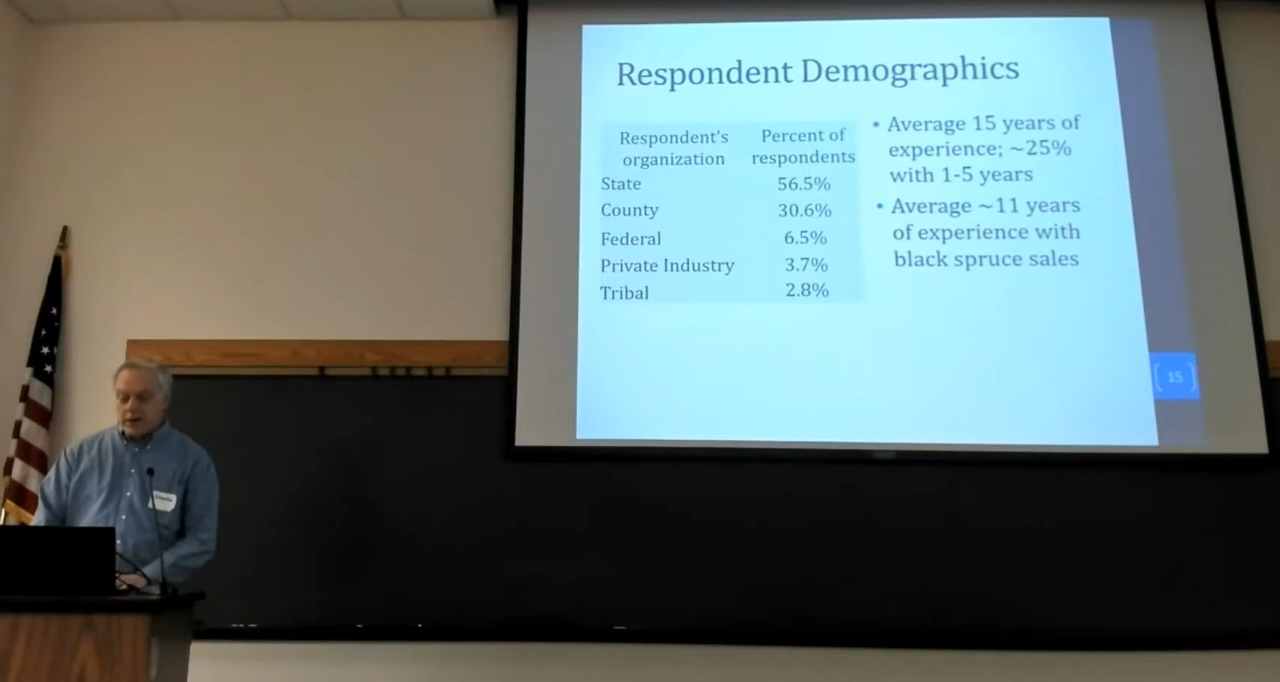 Respondent Demographics
Respondent's organization
Percent of respondents
State 56.5%
County 30.6%
Federal 6.5%
Private Industry 3.7%
Tribal 2.8%
• Average 15 years of
experience; ~25%
with 1-5 years
• Average ~11 years
of experience with
black spruce sales
15